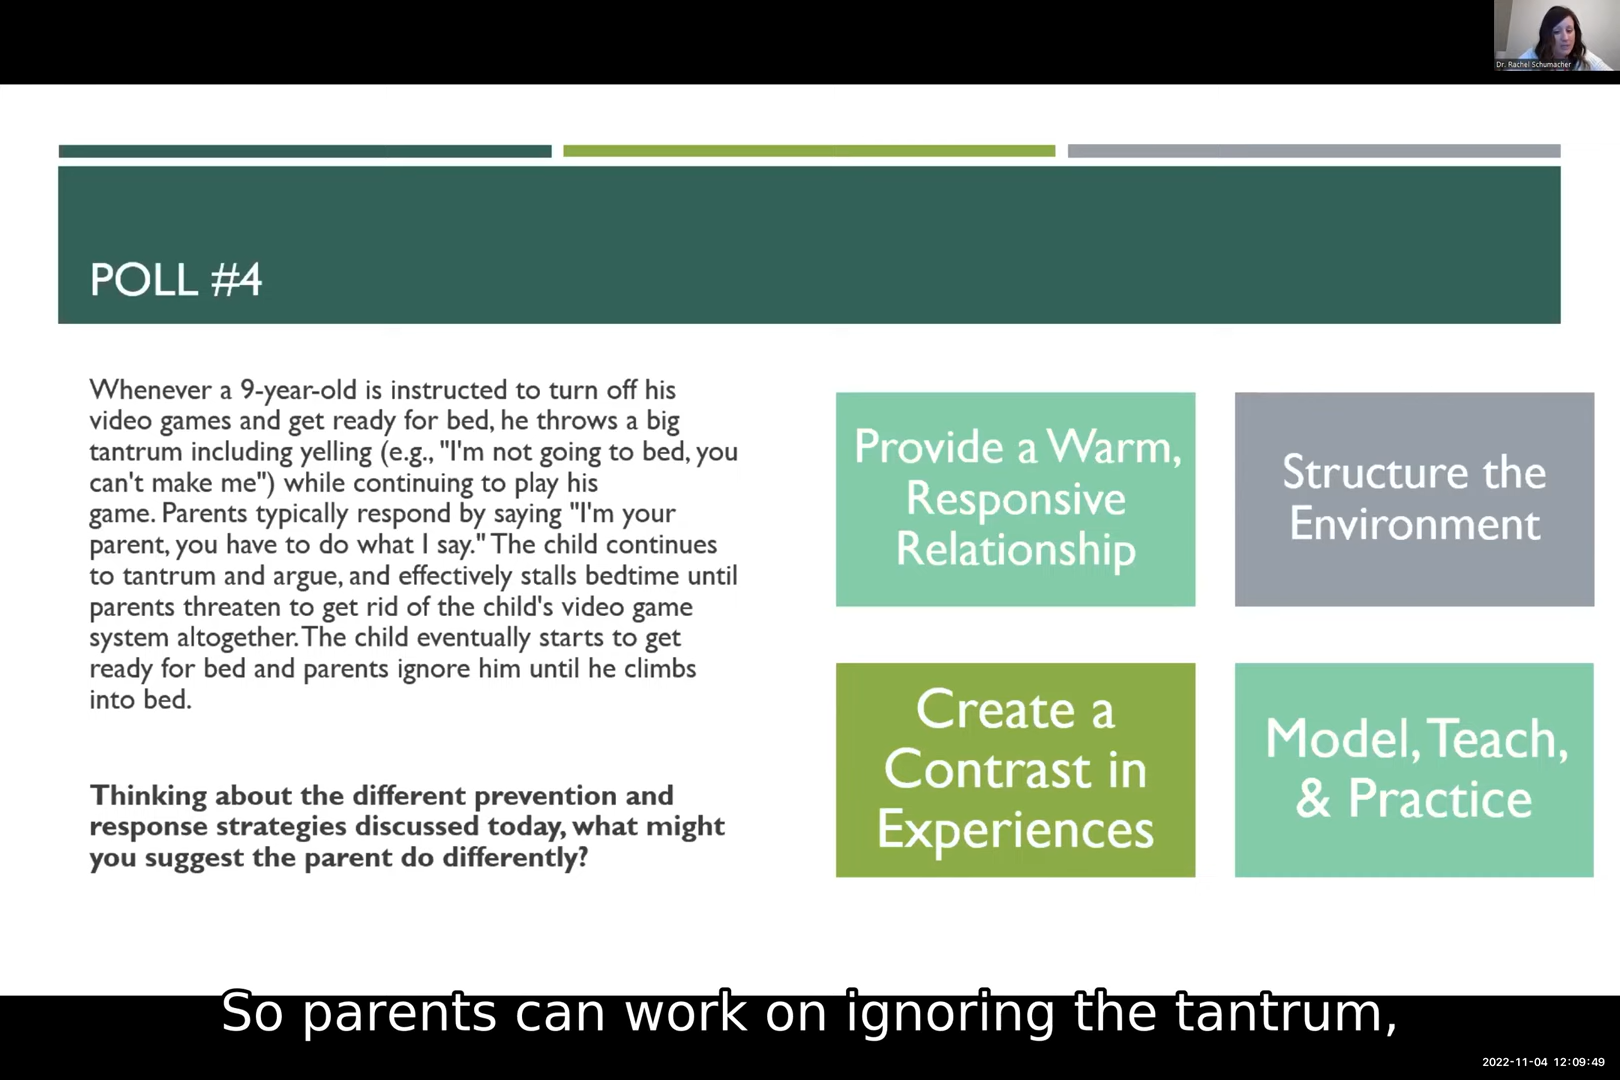 Dr. Rachel Schumacher
POLL #4
Whenever a 9-year-old is instructed to turn off his
video games and get ready for bed, he throws a big
tantrum including yelling (e.g., "I'm not going to bed, you
can't make me") while continuing to play his
game. Parents typically respond by saying "I'm your
parent, you have to do what I say." The child continues
to tantrum and argue, and effectively stalls bedtime until
parents threaten to get rid of the child's video game
system altogether. The child eventually starts to get
ready for bed and parents ignore him until he climbs
into bed.
Thinking about the different prevention and
response strategies discussed today, what might
you suggest the parent do differently?
Provide a Warm,
Responsive
Relationship
Structure the
Environment
Create a
Contrast in
Experiences
Model, Teach,
& Practice
So parents can work on ignoring the tantrum,
2022-11-04 12:09:49